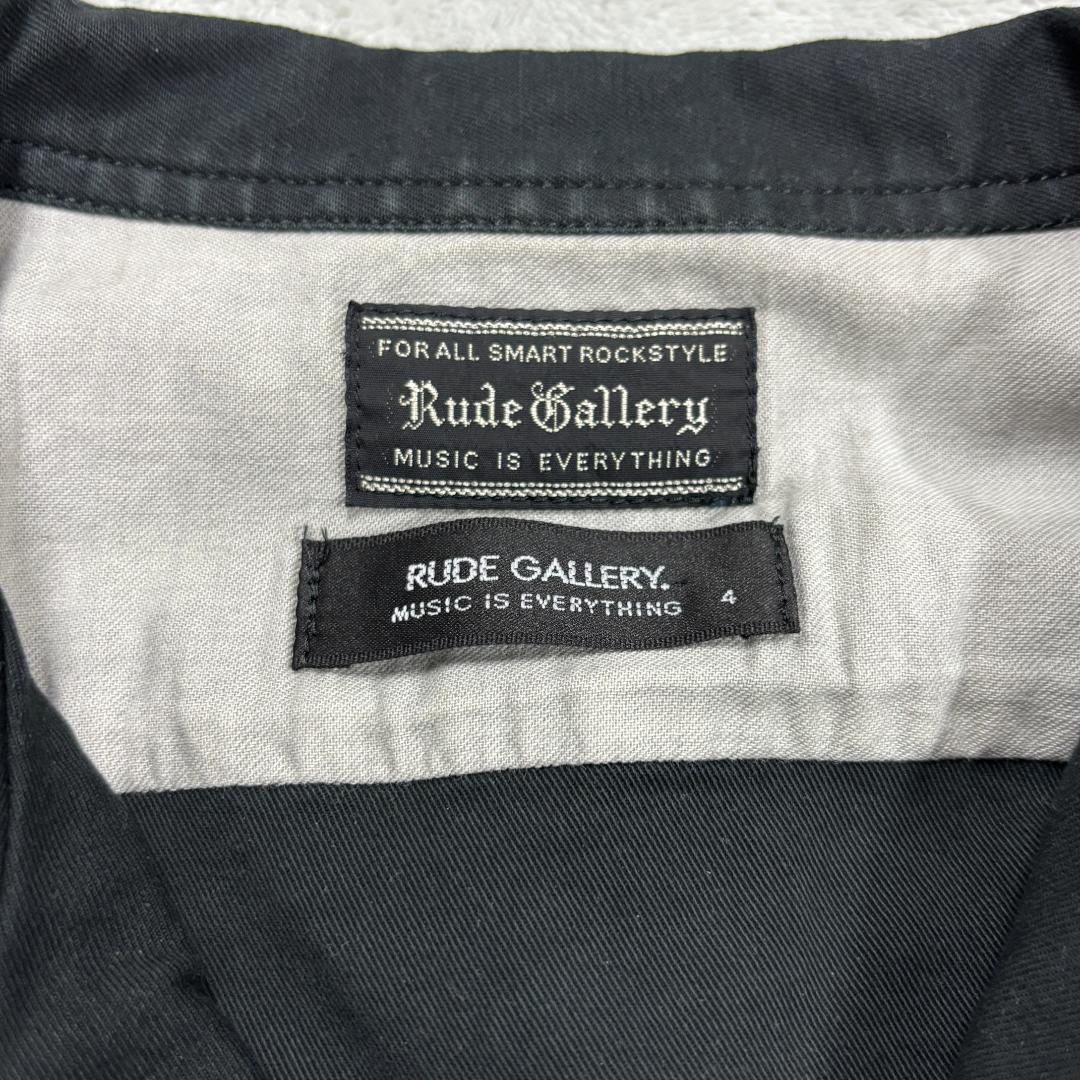 FOR ALL SMART ROCKSTYLE
Rude Gallery
MUSIC IS EVERYTHING
RUDE GALLERY.
MUSIC IS EVERYTHING 4